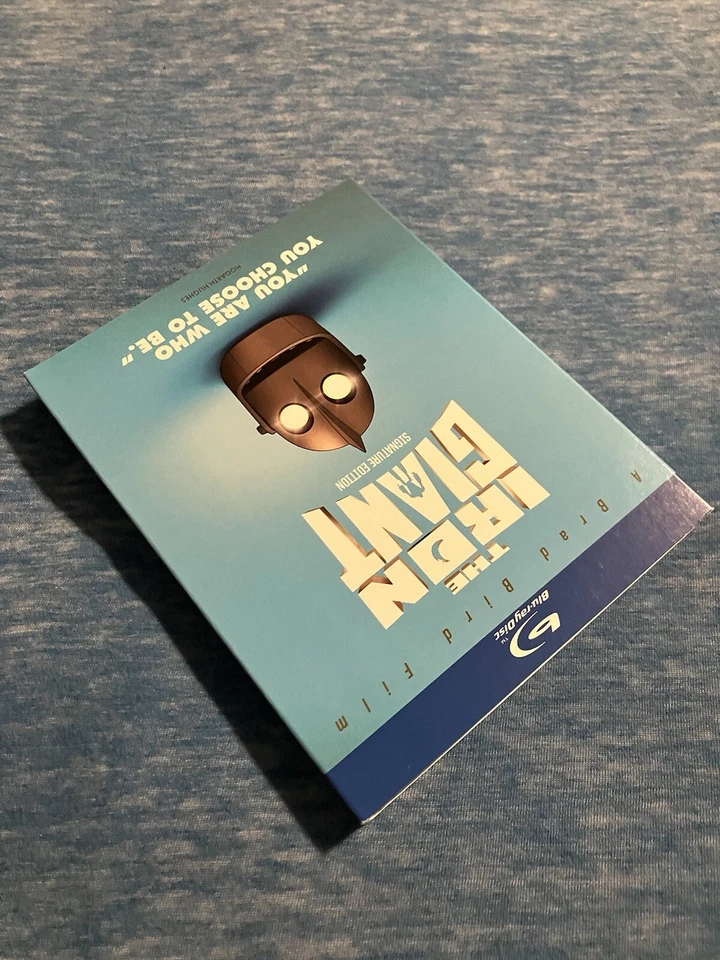 Blu-ray Disc
TM
A Brad Bird Film
THE
IRON
GIANT
SIGNATURE EDITION
"YOU ARE WHO
YOU CHOOSE TO BE."
HOGARTH HUGHES